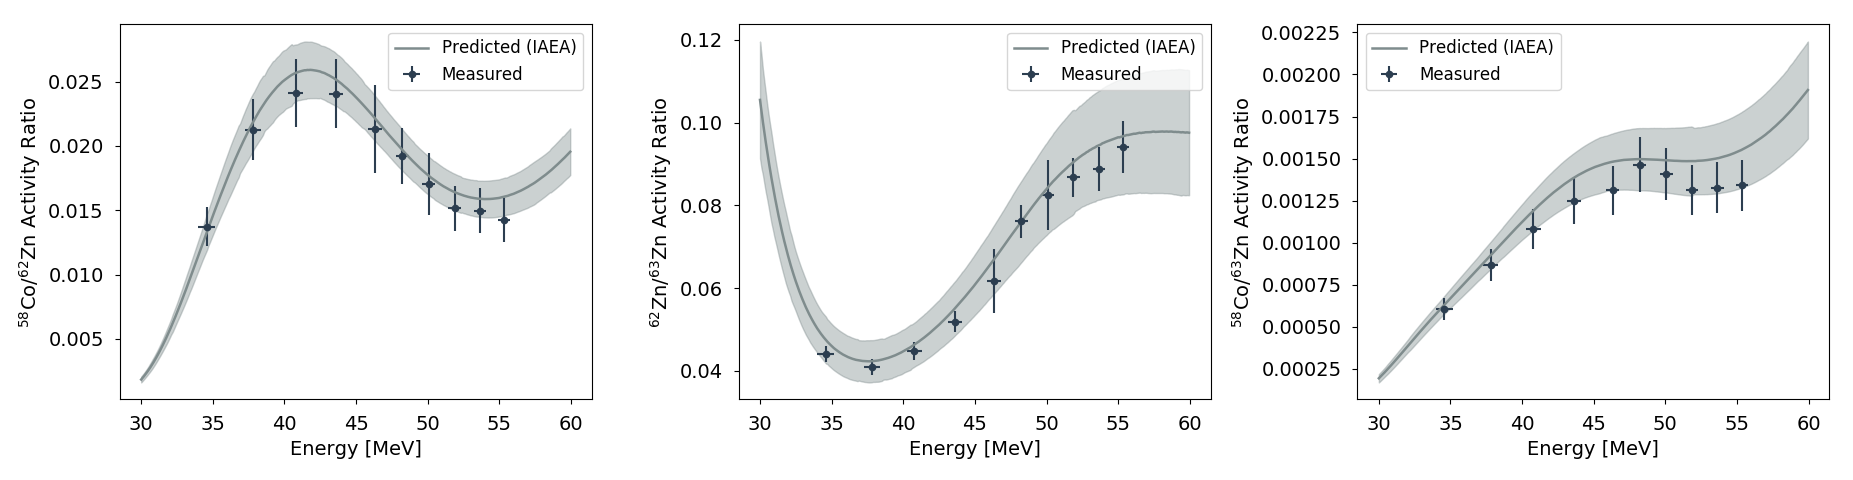 Predicted (IAEA)
Measured
0.025
0.020
0.015
0.010
0.005
⁵⁸Co/⁶²Zn Activity Ratio
30 35 40 45 50 55 60
Energy [MeV]
Predicted (IAEA)
Measured
0.12
0.10
0.08
0.06
0.04
⁶²Zn/⁶³Zn Activity Ratio
30 35 40 45 50 55 60
Energy [MeV]
Predicted (IAEA)
Measured
0.00225
0.00200
0.00175
0.00150
0.00125
0.00100
0.00075
0.00050
0.00025
⁵⁸Co/⁶³Zn Activity Ratio
30 35 40 45 50 55 60
Energy [MeV]